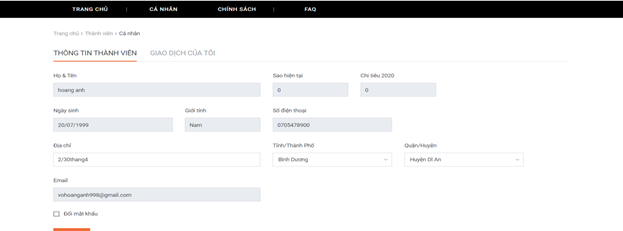 TRANG CHỦ | CÁ NHÂN CHÍNH SÁCH | FAQ
Trang chủ › Thành viên › Cá nhân
THÔNG TIN THÀNH VIÊN GIAO DỊCH CỦA TÔI
Họ & Tên Sao hiện tại Chi tiêu 2020
hoang anh 0 0
Ngày sinh Giới tính Số điện thoại
20/07/1999 Nam 0705478900
Địa chỉ Tỉnh/Thành Phố Quận/Huyện
2/30thang4 Bình Dương Huyện Dĩ An
Email
vohoanganh998@gmail.com
Đổi mật khẩu